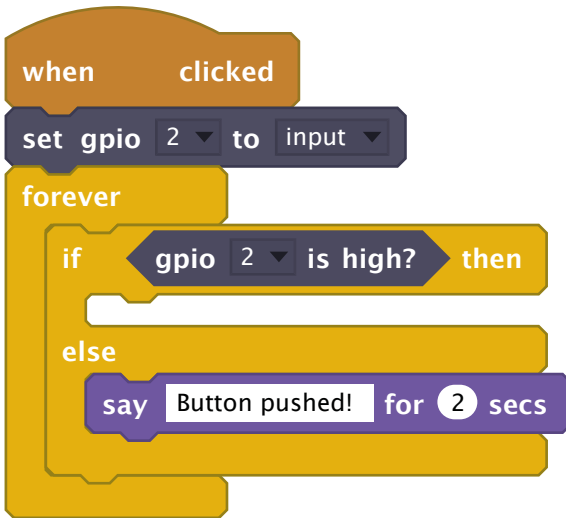 when clicked
set gpio 2 to input
forever
if gpio 2 is high? then
else
say Button pushed! for 2 secs